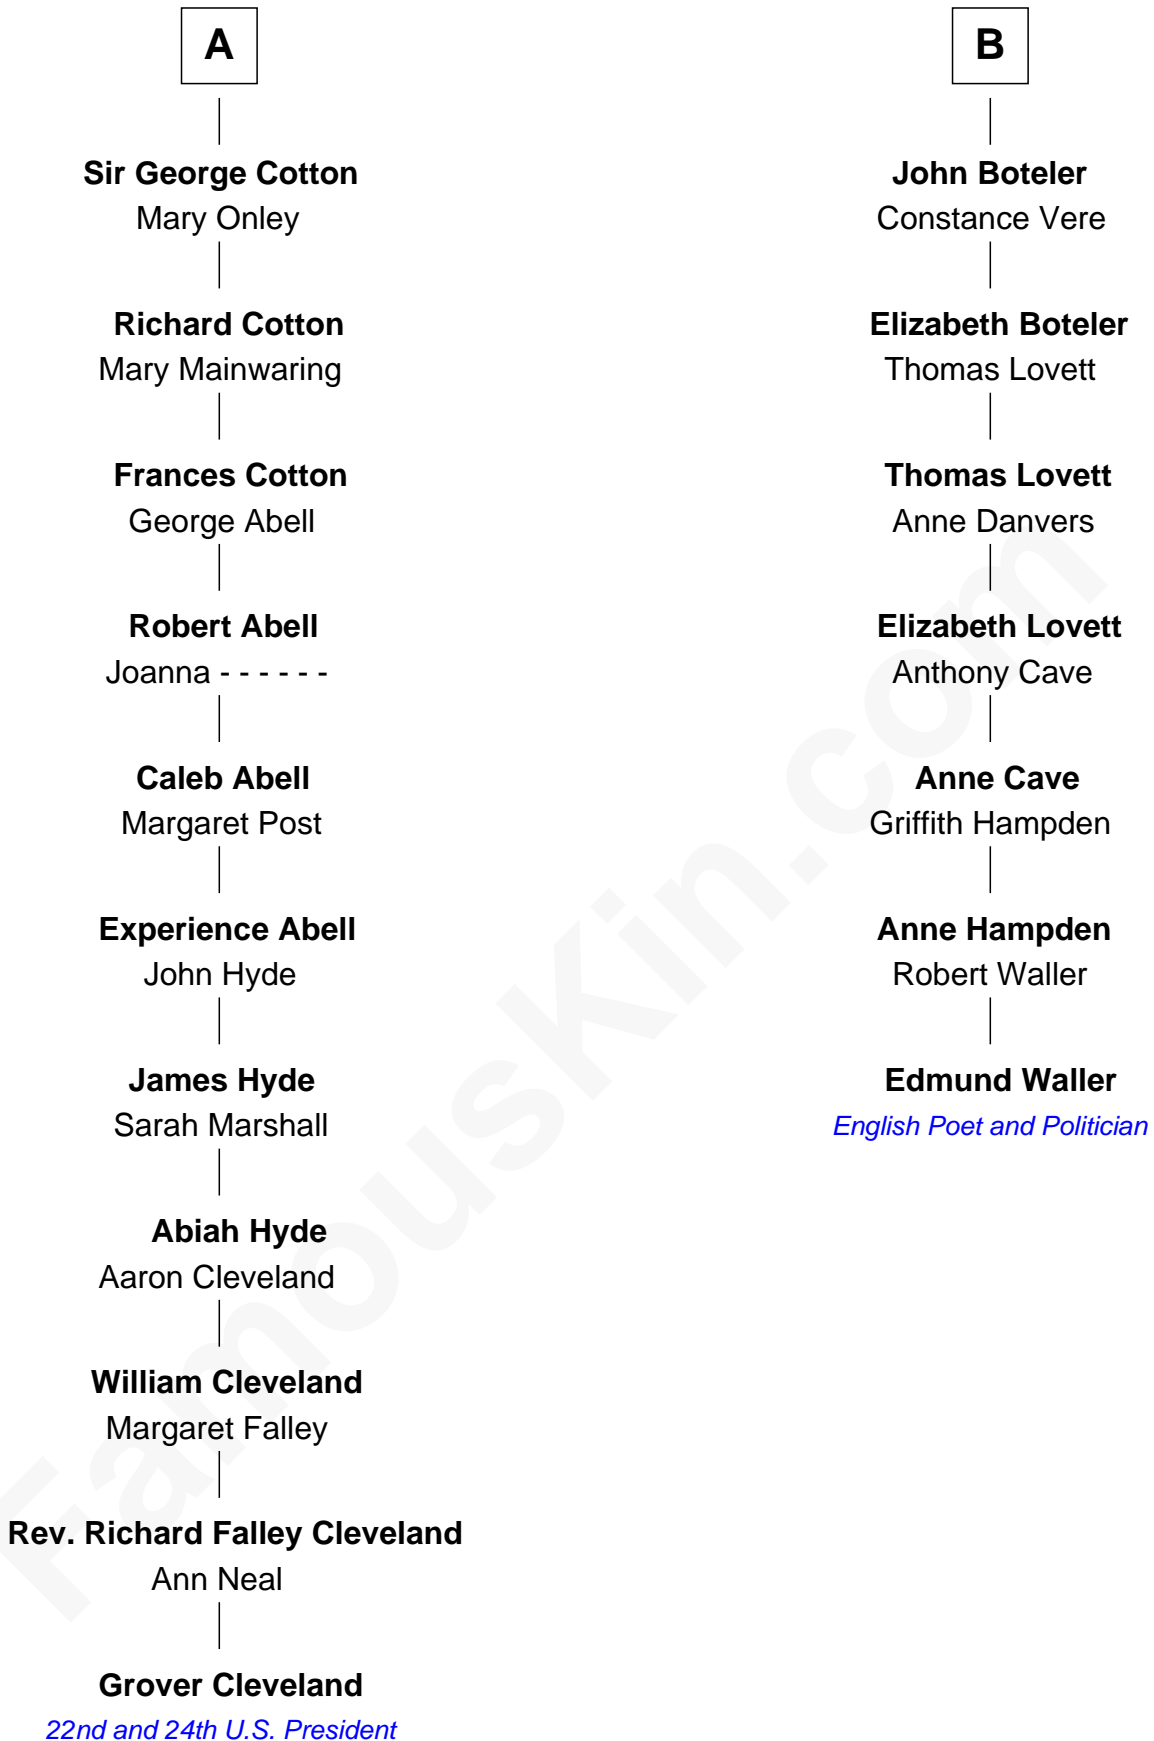 A
Sir George Cotton
Mary Onley
Richard Cotton
Mary Mainwaring
Frances Cotton
George Abell
Robert Abell
Joanna - - - - - -
Caleb Abell
Margaret Post
Experience Abell
John Hyde
James Hyde
Sarah Marshall
Abiah Hyde
Aaron Cleveland
William Cleveland
Margaret Falley
Rev. Richard Falley Cleveland
Ann Neal
Grover Cleveland
22nd and 24th U.S. President
B
John Boteler
Constance Vere
Elizabeth Boteler
Thomas Lovett
Thomas Lovett
Anne Danvers
Elizabeth Lovett
Anthony Cave
Anne Cave
Griffith Hampden
Anne Hampden
Robert Waller
Edmund Waller
English Poet and Politician
FamousKin.com